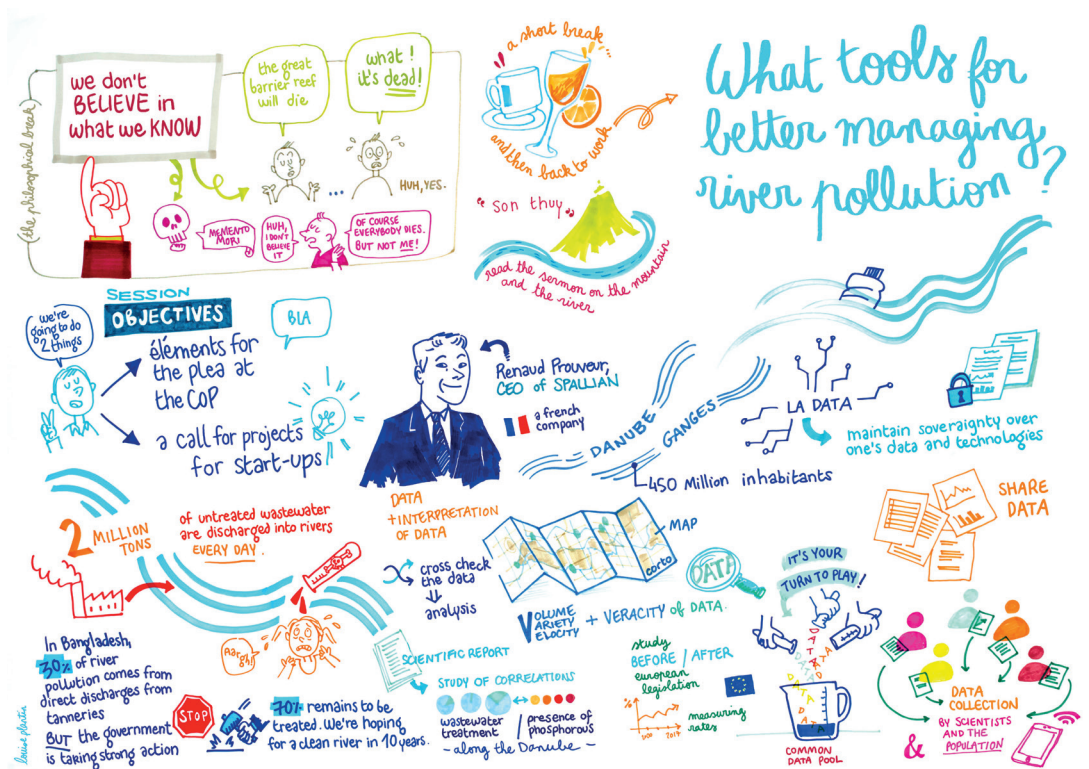 (the philosophical break)
we don't
BELIEVE in
what we KNOW
the great
barrier reef
will die
what !
it's dead!
...
HUH, YES.
MEMENTO
MORI
HUH,
I DON'T
BELIEVE
IT
OF COURSE
EVERYBODY DIES.
BUT NOT ME!
a short break...
and then back to work
"son thuy"
read the sermon on the mountain
and the river
What tools for
better managing
river pollution?
SESSION
OBJECTIVES
we're
going to do
2 things
BLA
éléments for
the plea at
the COP
a call for projects
for start-ups
Renaud Prouveur,
CEO of SPALLIAN
a french
company
DANUBE
GANGES
450 Million inhabitants
LA DATA
maintain soveraignty over
one's data and technologies
2 MILLION
TONS
of untreated wastewater
are discharged into rivers
EVERY DAY.
Aargh!
In Bangladesh,
30% of river
pollution comes from
direct discharges from
tanneries
BUT the government
is taking strong action
STOP
70% remains to be
treated. We're hoping
for a clean river in 10 years.
DATA
+INTERPRETATION
OF DATA
cross check
the data
analysis
MAP
carto
DATA
VOLUME
VARIETY
VELOCITY
+ VERACITY of DATA.
SCIENTIFIC REPORT
STUDY OF CORRELATIONS
wastewater
treatment
/ presence of
phosphorous
- along the Danube -
study
BEFORE / AFTER
european
legislation
%
2001 2017
measuring
rates
IT'S YOUR
TURN TO PLAY!
DATA
DATA
DATA
COMMON
DATA POOL
SHARE
DATA
DATA
COLLECTION
BY SCIENTISTS
AND THE
& POPULATION
louise plantin